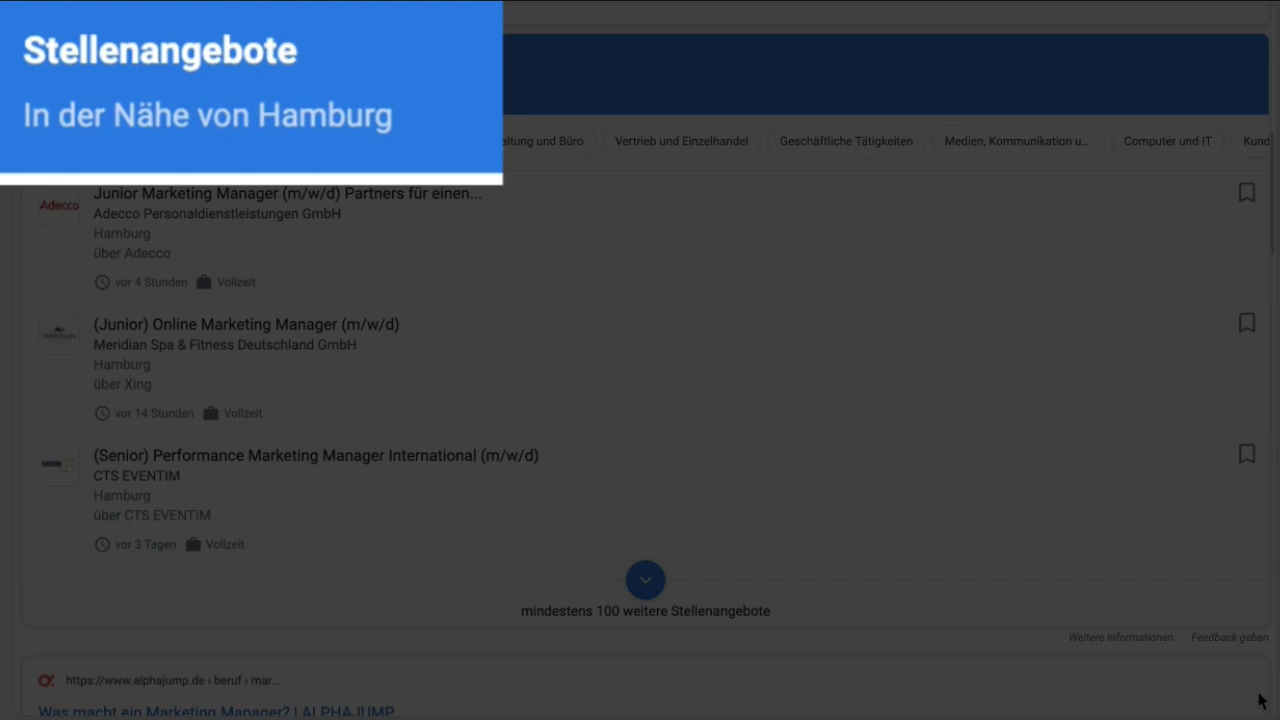 Stellenangebote
In der Nähe von Hamburg
altung und Büro
Vertrieb und Einzelhandel
Geschäftliche Tätigkeiten
Medien, Kommunikation u...
Computer und IT
Kund
Adecco
Junior Marketing Manager (m/w/d) Partners für einen...
Adecco Personaldienstleistungen GmbH
Hamburg
über Adecco
vor 4 Stunden Vollzeit
MERIDIAN
(Junior) Online Marketing Manager (m/w/d)
Meridian Spa & Fitness Deutschland GmbH
Hamburg
über Xing
vor 14 Stunden Vollzeit
(Senior) Performance Marketing Manager International (m/w/d)
CTS EVENTIM
Hamburg
über CTS EVENTIM
vor 3 Tagen Vollzeit
mindestens 100 weitere Stellenangebote
Weitere Informationen Feedback geben
https://www.alphajump.de › beruf › mar...
Was macht ein Marketing Manager? | ALPHAJUMP